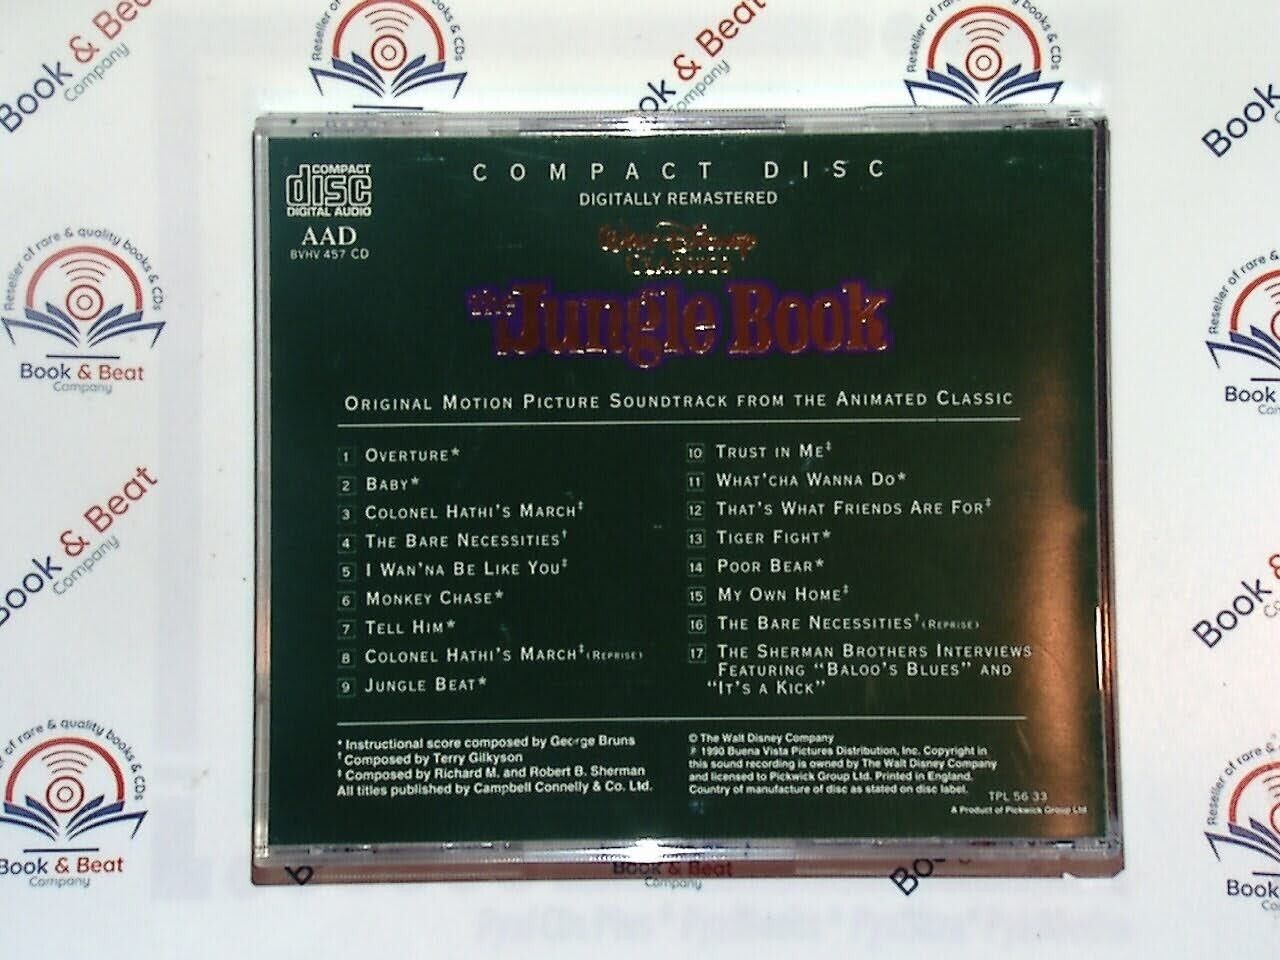 COMPACT DISC
DIGITALLY REMASTERED
COMPACT
disc
DIGITAL AUDIO
AAD
BVHV 457 CD
Walt Disney
CLASSICS
the Jungle Book
ORIGINAL MOTION PICTURE SOUNDTRACK FROM THE ANIMATED CLASSIC
1 OVERTURE*
2 BABY*
3 COLONEL HATHI'S MARCH‡
4 THE BARE NECESSITIES†
5 I WAN'NA BE LIKE YOU‡
6 MONKEY CHASE*
7 TELL HIM*
8 COLONEL HATHI'S MARCH‡ (REPRISE)
9 JUNGLE BEAT*
10 TRUST IN ME‡
11 WHAT'CHA WANNA DO*
12 THAT'S WHAT FRIENDS ARE FOR‡
13 TIGER FIGHT*
14 POOR BEAR*
15 MY OWN HOME‡
16 THE BARE NECESSITIES† (REPRISE)
17 THE SHERMAN BROTHERS INTERVIEWS
FEATURING "BALOO'S BLUES" AND
"IT'S A KICK"
* Instructional score composed by George Bruns
† Composed by Terry Gilkyson
‡ Composed by Richard M. and Robert B. Sherman
All titles published by Campbell Connelly & Co. Ltd.
© The Walt Disney Company
℗ 1990 Buena Vista Pictures Distribution, Inc. Copyright in
this sound recording is owned by The Walt Disney Company
and licensed to Pickwick Group Ltd. Printed in England.
Country of manufacture of disc as stated on disc label.
TPL 56 33
A Product of Pickwick Group Ltd
Reseller of rare & quality books & CDs
Book & Beat
Company